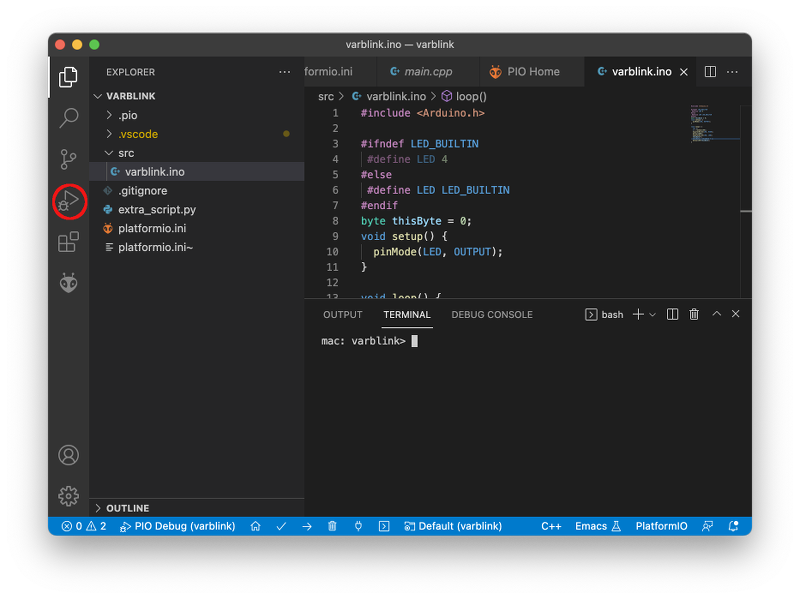 varblink.ino — varblink
EXPLORER
formio.ini
main.cpp
PIO Home
varblink.ino
VARBLINK
.pio
.vscode
src
varblink.ino
.gitignore
extra_script.py
platformio.ini
platformio.ini~
OUTLINE
src > varblink.ino > loop()
1 #include <Arduino.h>
2
3 #ifndef LED_BUILTIN
4 #define LED 4
5 #else
6 #define LED LED_BUILTIN
7 #endif
8 byte thisByte = 0;
9 void setup() {
10 pinMode(LED, OUTPUT);
11 }
12
13 void loop() {
OUTPUT TERMINAL DEBUG CONSOLE bash
mac: varblink>
0 2 PIO Debug (varblink) Default (varblink) C++ Emacs PlatformIO